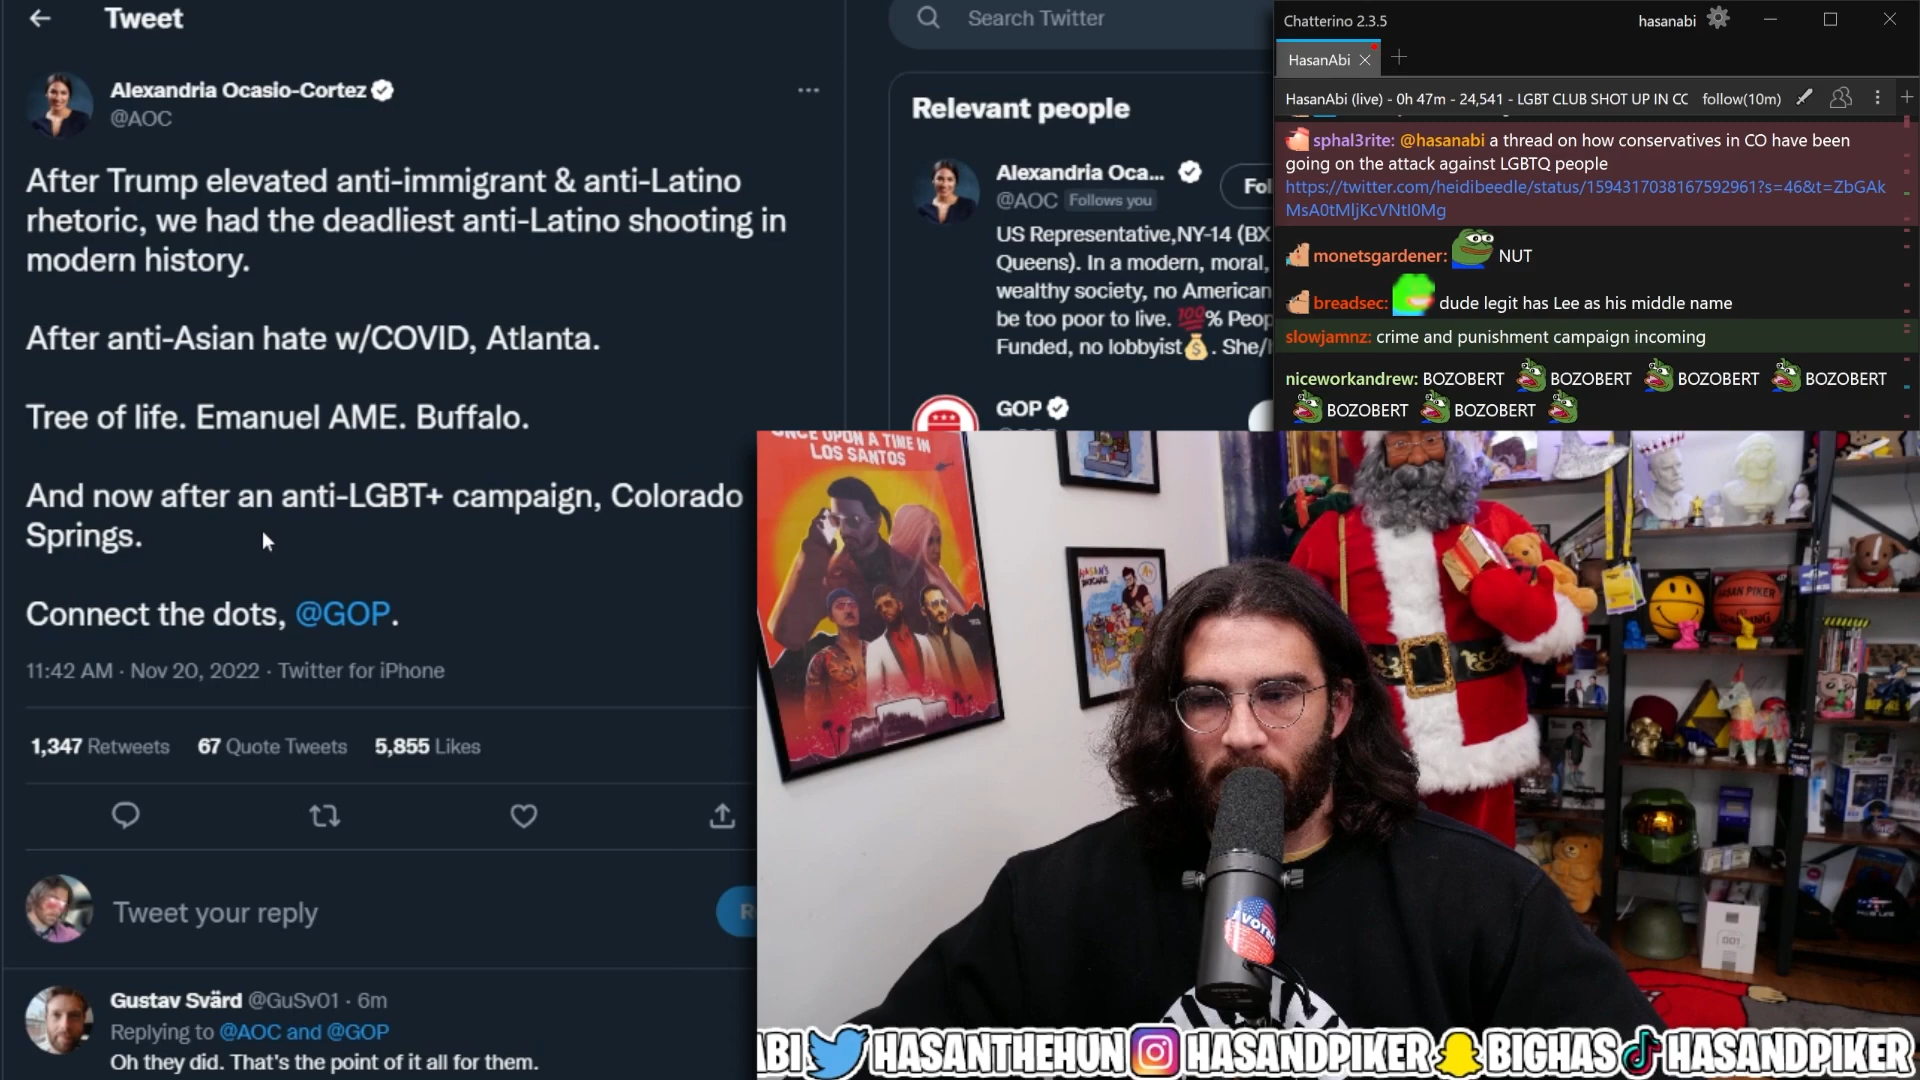 Tweet
Alexandria Ocasio-Cortez
@AOC
After Trump elevated anti-immigrant & anti-Latino
rhetoric, we had the deadliest anti-Latino shooting in
modern history.
After anti-Asian hate w/COVID, Atlanta.
Tree of life. Emanuel AME. Buffalo.
And now after an anti-LGBT+ campaign, Colorado
Springs.
Connect the dots, @GOP.
11:42 AM · Nov 20, 2022 · Twitter for iPhone
1,347 Retweets 67 Quote Tweets 5,855 Likes
Tweet your reply
R
Gustav Svärd @GuSv01 · 6m
Replying to @AOC and @GOP
Oh they did. That's the point of it all for them.
Search Twitter
Relevant people
Alexandria Oca...
Fol
@AOC Follows you
US Representative,NY-14 (BX
Queens). In a modern, moral,
wealthy society, no American
be too poor to live. 💯% Peop
Funded, no lobbyist💰. She/H
GOP
Chatterino 2.3.5
hasanabi
HasanAbi
HasanAbi (live) - 0h 47m - 24,541 - LGBT CLUB SHOT UP IN CC follow(10m)
sphal3rite: @hasanabi a thread on how conservatives in CO have been
going on the attack against LGBTQ people
https://twitter.com/heidibeedle/status/1594317038167592961?s=46&t=ZbGAk
MsA0tMljKcVNtI0Mg
monetsgardener: NUT
breadsec: dude legit has Lee as his middle name
slowjamnz: crime and punishment campaign incoming
niceworkandrew: BOZOBERT BOZOBERT BOZOBERT BOZOBERT
BOZOBERT BOZOBERT
ONCE UPON A TIME IN
LOS SANTOS
A+
HASAN PIKER
SPALDING
VOTE
001
ABI HASANTHEHUN HASANDPIKER BIGHAS HASANDPIKER